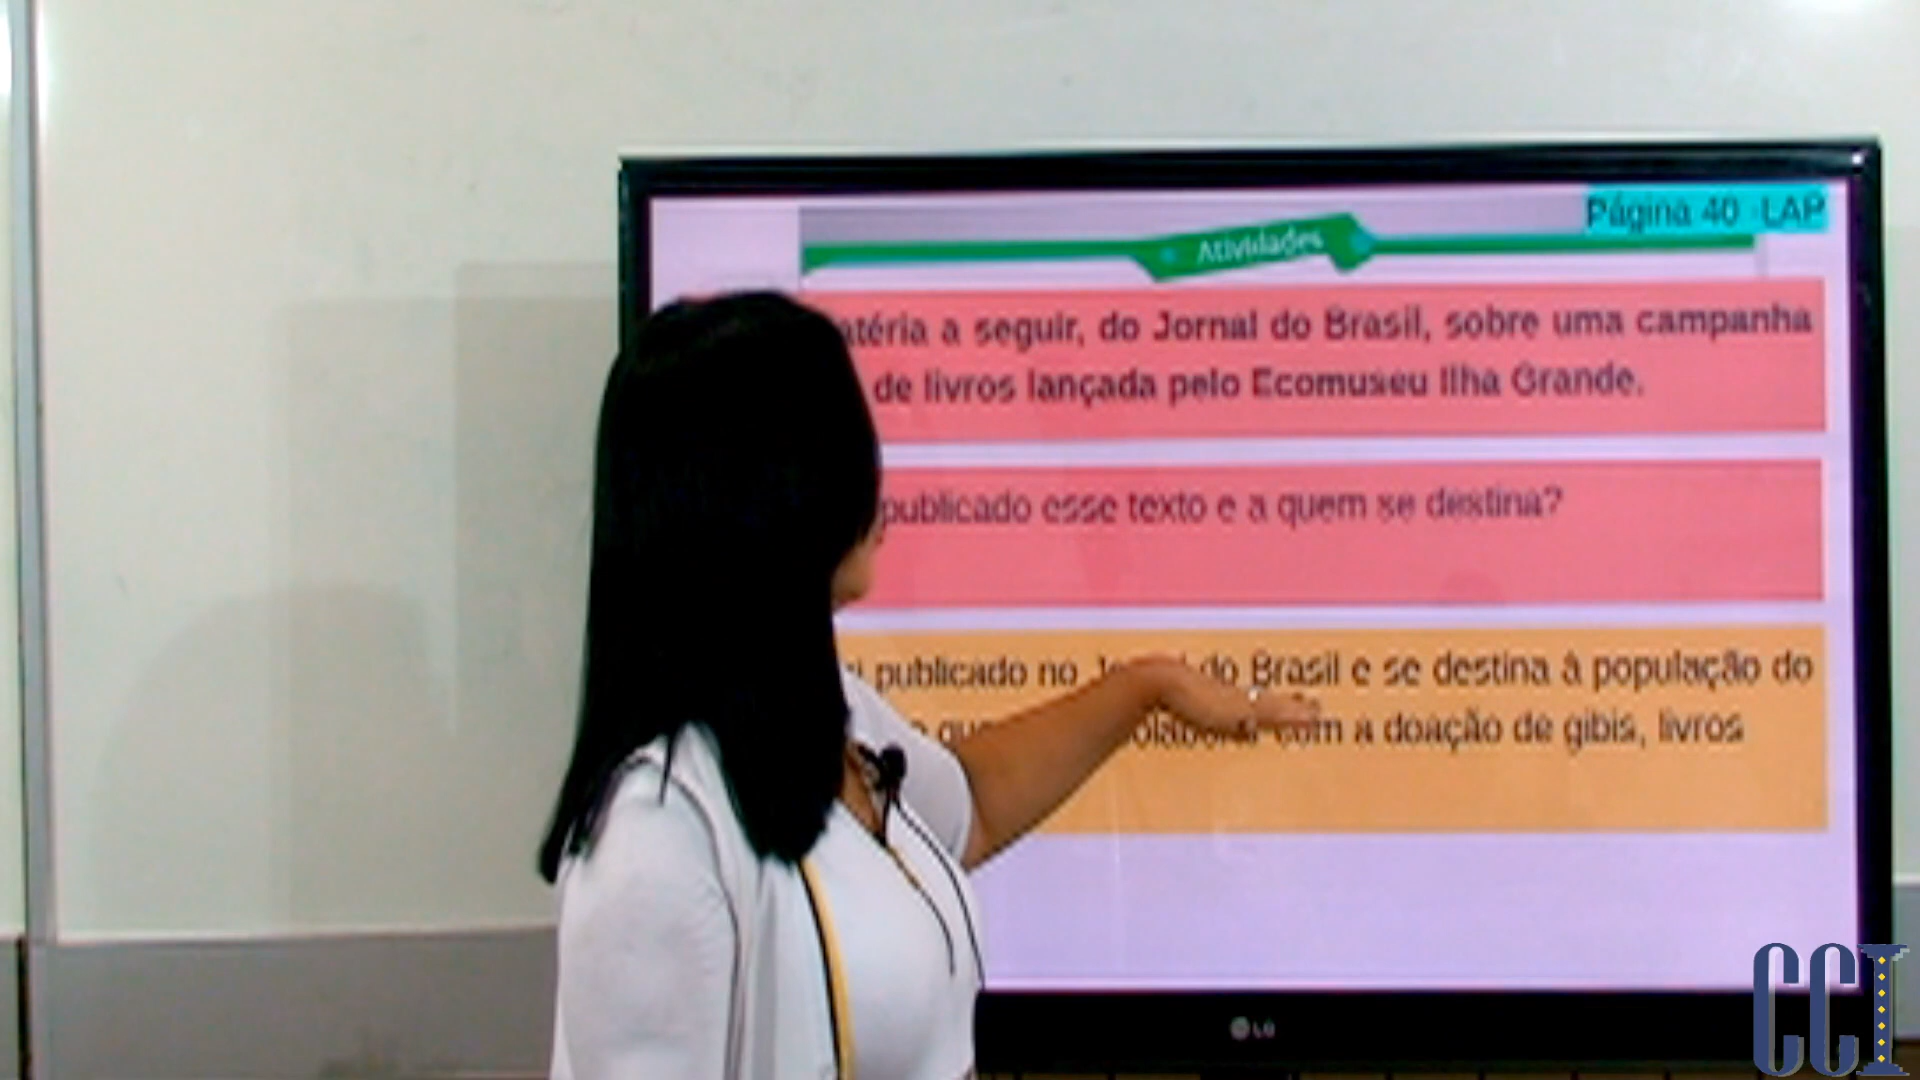 Página 40 -LAP
Atividades
atéria a seguir, do Jornal do Brasil, sobre uma campanha
de livros lançada pelo Ecomuseu Ilha Grande.
publicado esse texto e a quem se destina?
publicado no do Brasil e se destina à população do
com a doação de gibis, livros
LG
CCI